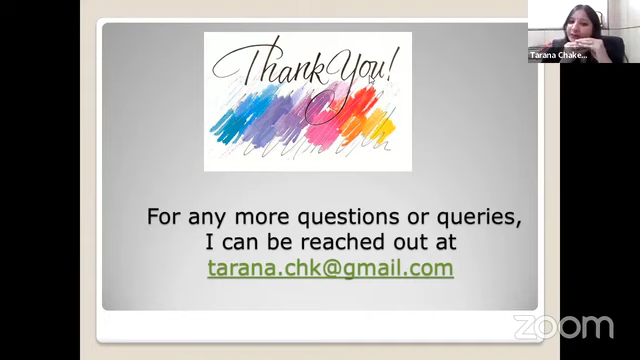 Thank You!
For any more questions or queries,
I can be reached out at
tarana.chk@gmail.com
Tarana Chake...
zoom